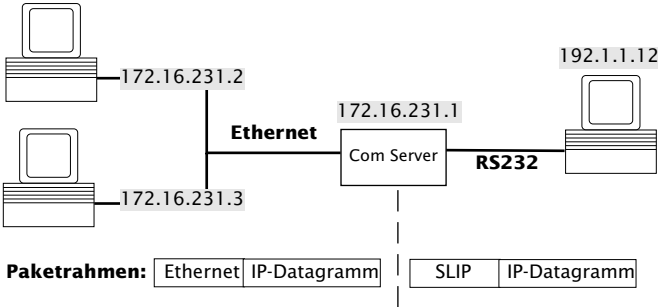 192.1.1.12
172.16.231.2
172.16.231.1
Ethernet
Com Server
RS232
172.16.231.3
Paketrahmen: Ethernet IP-Datagramm SLIP IP-Datagramm